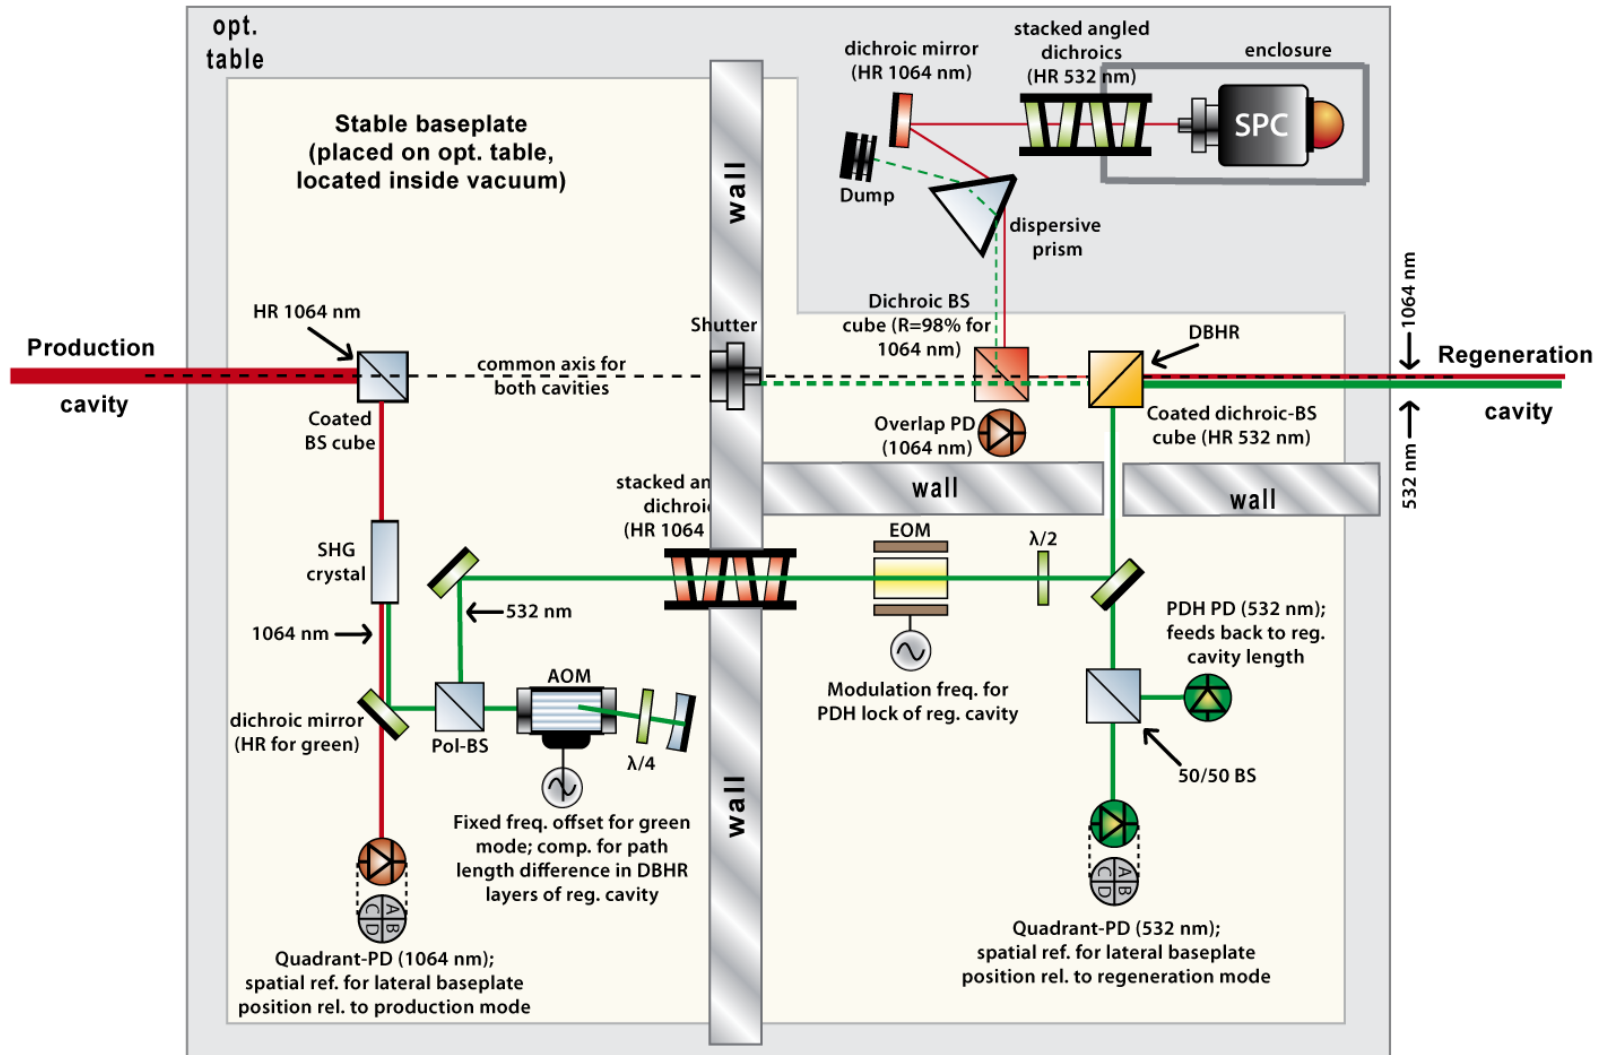 opt.
table
dichroic mirror
(HR 1064 nm)
stacked angled
dichroics
(HR 532 nm)
enclosure
SPC
Stable baseplate
(placed on opt. table,
located inside vacuum)
wall
Dump
dispersive
prism
HR 1064 nm
Shutter
Dichroic BS
cube (R=98% for
1064 nm)
DBHR
1064 nm
Production
cavity
common axis for
both cavities
Regeneration
cavity
Coated
BS cube
Overlap PD
(1064 nm)
Coated dichroic-BS
cube (HR 532 nm)
532 nm
stacked an
dichroi
(HR 1064
wall
wall
EOM
λ/2
SHG
crystal
532 nm
1064 nm
PDH PD (532 nm);
feeds back to reg.
cavity length
AOM
Modulation freq. for
PDH lock of reg. cavity
dichroic mirror
(HR for green)
Pol-BS
λ/4
50/50 BS
wall
Fixed freq. offset for green
mode; comp. for path
length difference in DBHR
layers of reg. cavity
A B
C D
A B
C D
Quadrant-PD (1064 nm);
spatial ref. for lateral baseplate
position rel. to production mode
Quadrant-PD (532 nm);
spatial ref. for lateral baseplate
position rel. to regeneration mode